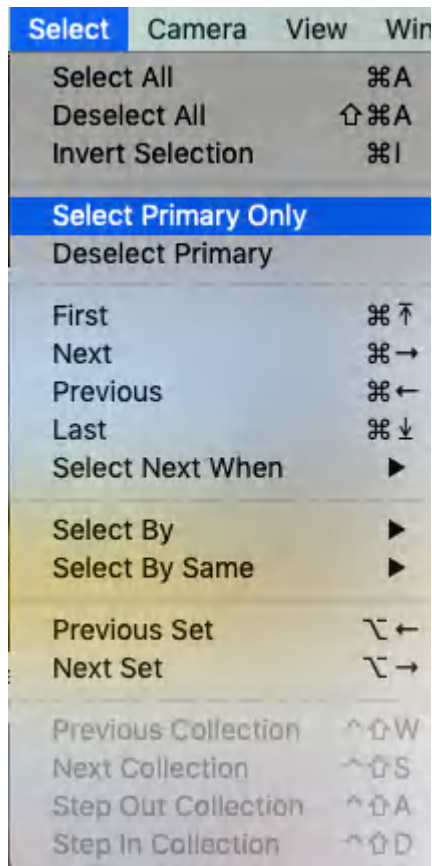 Select Camera View Win
Select All ⌘A
Deselect All ⇧⌘A
Invert Selection ⌘I
Select Primary Only
Deselect Primary
First ⌘⤒
Next ⌘→
Previous ⌘←
Last ⌘⤓
Select Next When ▶
Select By ▶
Select By Same ▶
Previous Set ⌥←
Next Set ⌥→
Previous Collection ^⇧W
Next Collection ^⇧S
Step Out Collection ^⇧A
Step In Collection ^⇧D